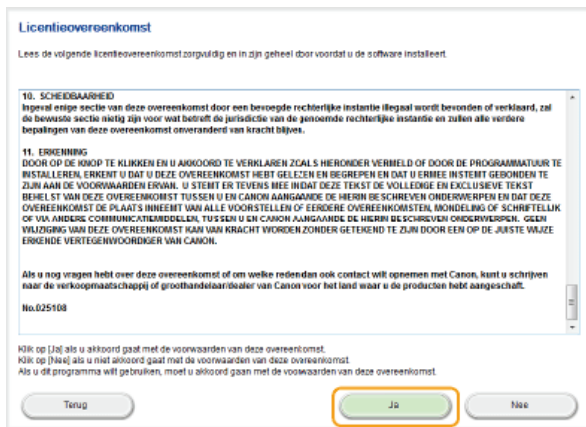 Licentieovereenkomst
Lees de volgende licentieovereenkomst zorgvuldig en in zijn geheel door voordat u de software installeert.
10. SCHEIDBAARHEID
Ingeval enige sectie van deze overeenkomst door een bevoegde rechterlijke instantie illegaal wordt bevonden of verklaard, zal
de bewuste sectie nietig zijn voor wat betreft de jurisdictie van de genoemde rechterlijke instantie en zullen alle verdere
bepalingen van deze overeenkomst onveranderd van kracht blijven.
11. ERKENNING
DOOR OP DE KNOP TE KLIKKEN EN U AKKOORD TE VERKLAREN ZOALS HIERONDER VERMELD OF DOOR DE PROGRAMMATUUR TE
INSTALLEREN, ERKENT U DAT U DEZE OVEREENKOMST HEBT GELEZEN EN BEGREPEN EN DAT U ERMEE INSTEMT GEBONDEN TE
ZIJN AAN DE VOORWAARDEN ERVAN. U STEMT ER TEVENS MEE IN DAT DEZE TEKST DE VOLLEDIGE EN EXCLUSIEVE TEKST
BEHELST VAN DEZE OVEREENKOMST TUSSEN U EN CANON AANGAANDE DE HIERIN BESCHREVEN ONDERWERPEN EN DAT DEZE
OVEREENKOMST DE PLAATS INNEEMT VAN ALLE VOORSTELLEN OF EERDERE OVEREENKOMSTEN, MONDELING OF SCHRIFTELIJK
OF VIA ANDERE COMMUNICATIEMIDDELEN, TUSSEN U EN CANON AANGAANDE DE HIERIN BESCHREVEN ONDERWERPEN. GEEN
WIJZIGING VAN DEZE OVEREENKOMST KAN VAN KRACHT WORDEN ZONDER GETEKEND TE ZIJN DOOR EEN OP DE JUISTE WIJZE
ERKENDE VERTEGENWOORDIGER VAN CANON.
Als u nog vragen hebt over deze overeenkomst of om welke redendan ook contact wilt opnemen met Canon, kunt u schrijven
naar de verkoopmaatschappij of groothandelaar/dealer van Canon voor het land waar u de producten hebt aangeschaft.
No.025108
Klik op [Ja] als u akkoord gaat met de voorwaarden van deze overeenkomst.
Klik op [Nee] als u niet akkoord gaat met de voorwaarden van deze overeenkomst.
Als u dit programma wilt gebruiken, moet u akkoord gaan met de voorwaarden van deze overeenkomst.
Terug
Ja
Nee